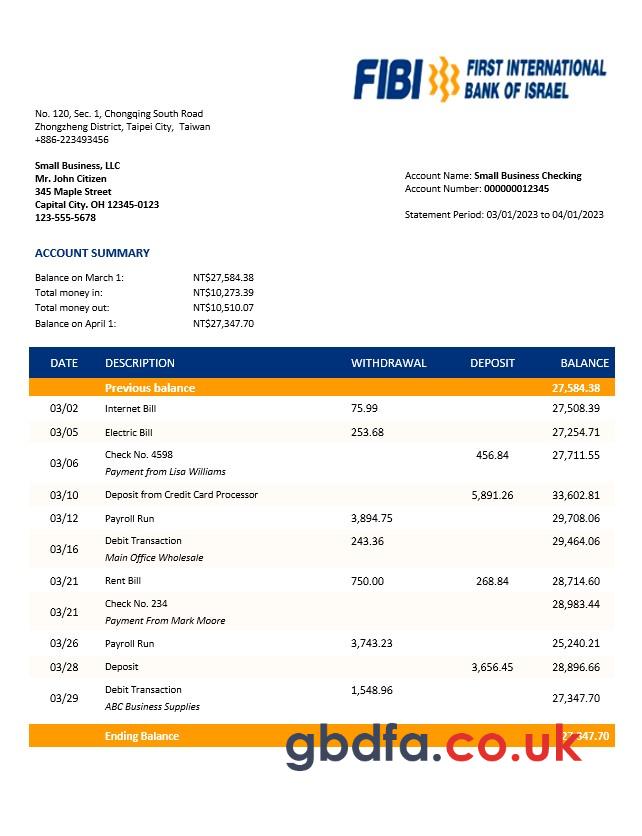 FIBI FIRST INTERNATIONAL
BANK OF ISRAEL
No. 120, Sec. 1, Chongqing South Road
Zhongzheng District, Taipei City,  Taiwan
+886-223493456
Small Business, LLC
Mr. John Citizen
345 Maple Street
Capital City. OH 12345-0123
123-555-5678
Account Name: Small Business Checking
Account Number: 000000012345
Statement Period: 03/01/2023 to 04/01/2023
ACCOUNT SUMMARY
Balance on March 1: NT$27,584.38
Total money in: NT$10,273.39
Total money out: NT$10,510.07
Balance on April 1: NT$27,347.70
DATE DESCRIPTION WITHDRAWAL DEPOSIT BALANCE
Previous balance 27,584.38
03/02 Internet Bill 75.99 27,508.39
03/05 Electric Bill 253.68 27,254.71
03/06 Check No. 4598 456.84 27,711.55
Payment from Lisa Williams
03/10 Deposit from Credit Card Processor 5,891.26 33,602.81
03/12 Payroll Run 3,894.75 29,708.06
03/16 Debit Transaction 243.36 29,464.06
Main Office Wholesale
03/21 Rent Bill 750.00 268.84 28,714.60
03/21 Check No. 234 28,983.44
Payment From Mark Moore
03/26 Payroll Run 3,743.23 25,240.21
03/28 Deposit 3,656.45 28,896.66
03/29 Debit Transaction 1,548.96 27,347.70
ABC Business Supplies
Ending Balance 27,347.70
gbdfa.co.uk